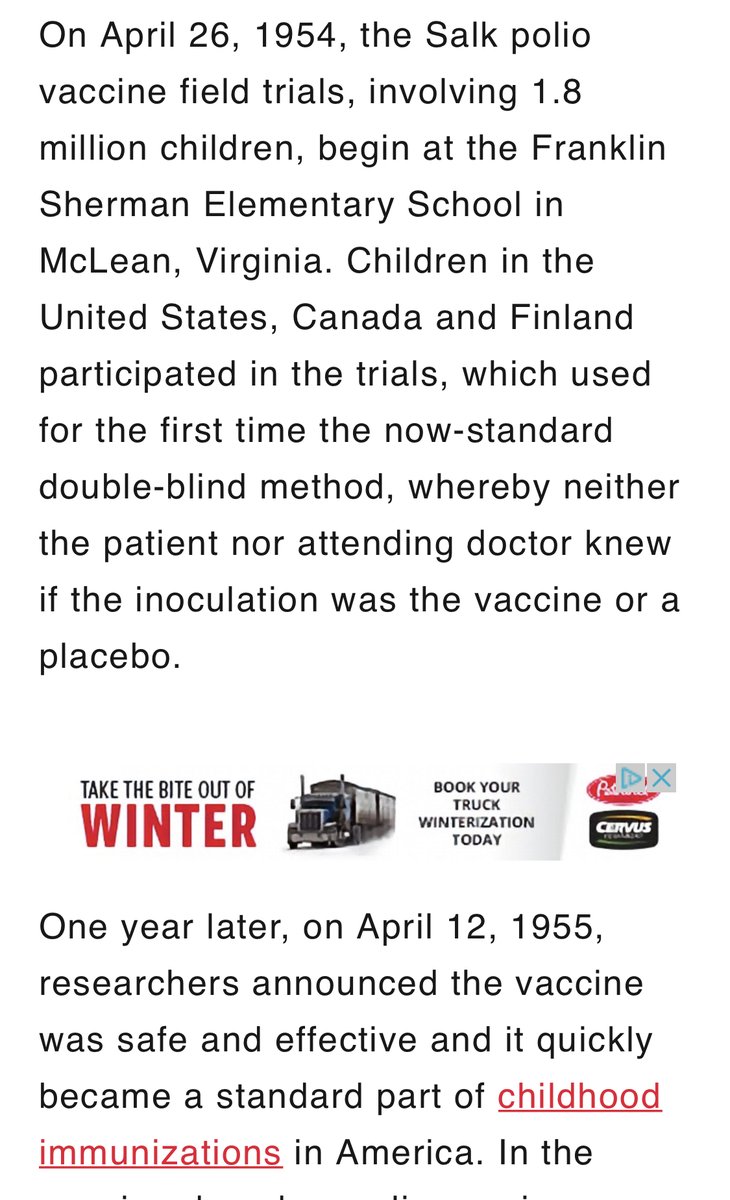 On April 26, 1954, the Salk polio
vaccine field trials, involving 1.8
million children, begin at the Franklin
Sherman Elementary School in
McLean, Virginia. Children in the
United States, Canada and Finland
participated in the trials, which used
for the first time the now-standard
double-blind method, whereby neither
the patient nor attending doctor knew
if the inoculation was the vaccine or a
placebo.
TAKE THE BITE OUT OF
WINTER
BOOK YOUR
TRUCK
WINTERIZATION
TODAY
CERVUS
One year later, on April 12, 1955,
researchers announced the vaccine
was safe and effective and it quickly
became a standard part of childhood
immunizations in America. In the